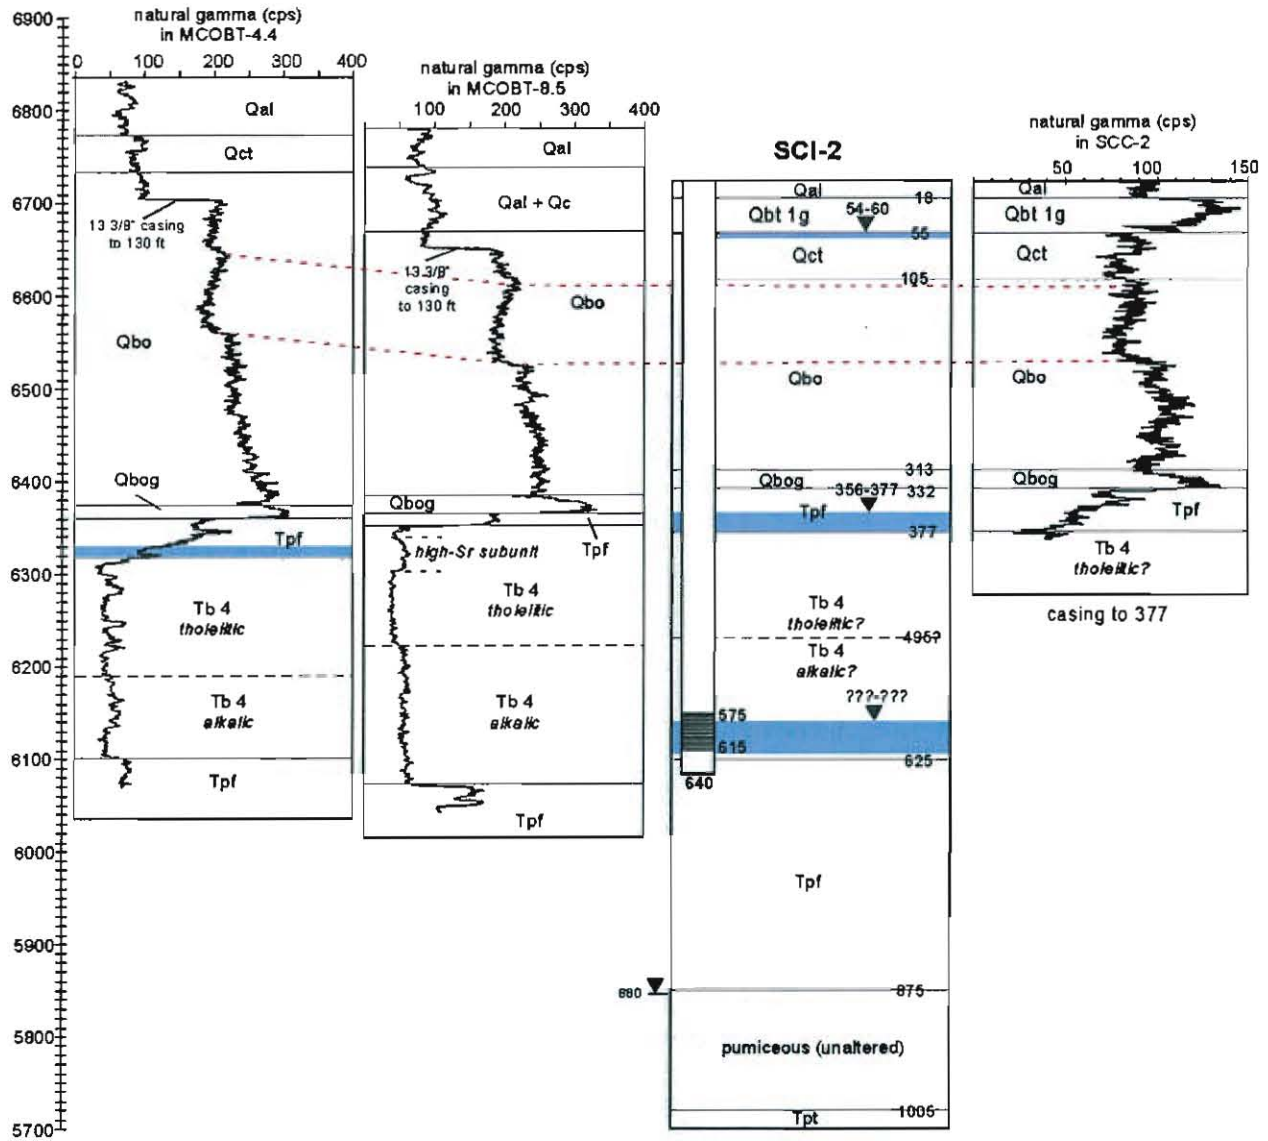 6900
6800
6700
6600
6500
6400
6300
6200
6100
6000
5900
5800
5700
natural gamma (cps)
in MCOBT-4.4
0 100 200 300 400
Qal
Qct
13 3/8" casing
to 130 ft
Qbo
Qbog
Tpf
Tb 4
tholeiitic
Tb 4
alkalic
Tpf
natural gamma (cps)
in MCOBT-8.5
100 200 300 400
Qal
Qal + Qc
13 3/8"
casing
to 130 ft
Qbo
Qbog
Tpf
high-Sr subunit
Tb 4
tholeiitic
Tb 4
alkalic
Tpf
SCI-2
Qal 18
Qbt 1g 54-60
55
Qct
105
Qbo
313
Qbog 332
356-377
Tpf
377
Tb 4
tholeiitic?
495?
Tb 4
alkalic?
???-???
575
615
625
640
Tpf
880
875
pumiceous (unaltered)
1005
Tpt
natural gamma (cps)
in SCC-2
50 100 150
Qal
Qbt 1g
Qct
Qbo
Qbog
Tpf
Tb 4
tholeiitic?
casing to 377